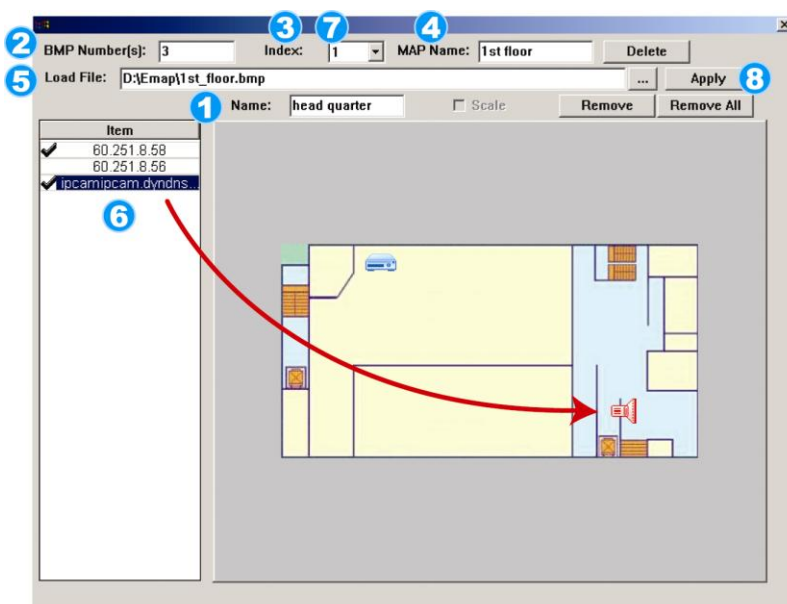 3 7 4
2 BMP Number(s): 3 Index: 1 MAP Name: 1st floor Delete
5 Load File: D:\Emap\1st_floor.bmp ... Apply 8
1 Name: head quarter Scale Remove Remove All
Item
60.251.8.58
60.251.8.56
ipcamipcam.dyndns...
6